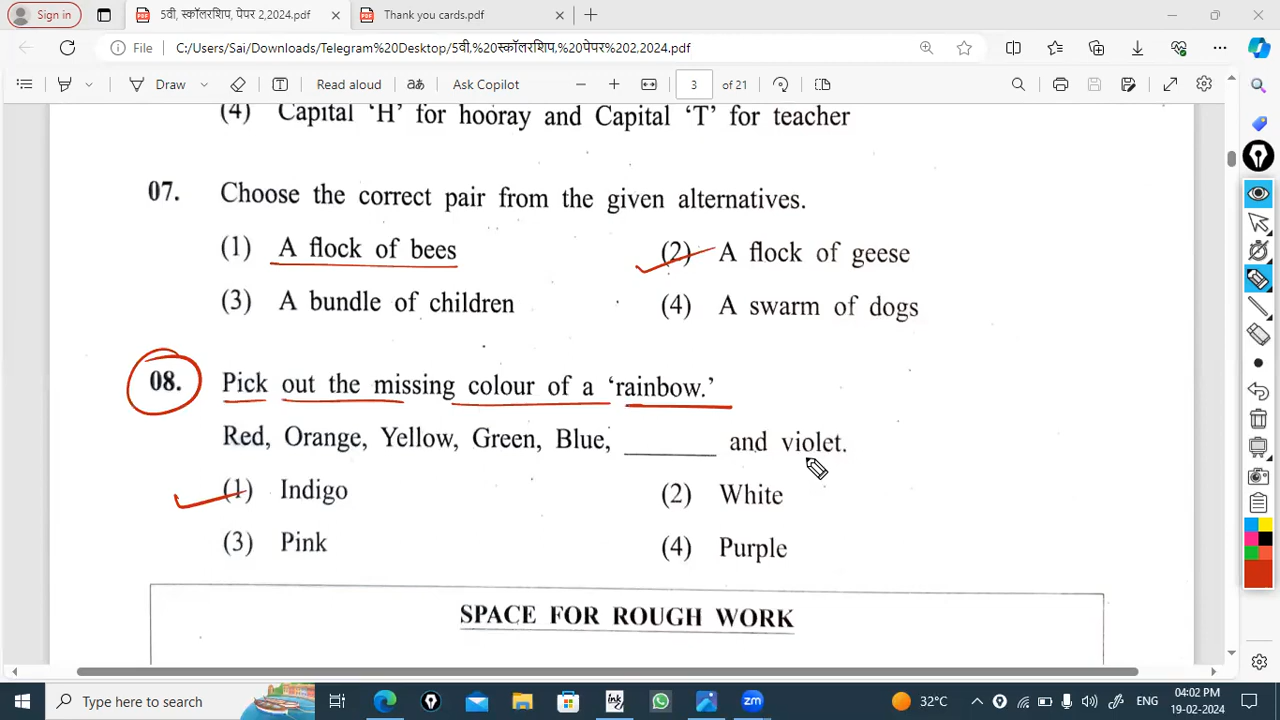 Sign in
5वी, स्कॉलरशिप, पेपर 2,2024.pdf
Thank you cards.pdf
File
C:/Users/Sai/Downloads/Telegram%20Desktop/5वी,%20स्कॉलरशिप,%20पेपर%202,2024.pdf
Draw
Read aloud
aあ
Ask Copilot
3
of 21
(4) Capital ‘H’ for hooray and Capital ‘T’ for teacher
07. Choose the correct pair from the given alternatives.
(1) A flock of bees (2) A flock of geese
(3) A bundle of children (4) A swarm of dogs
08. Pick out the missing colour of a ‘rainbow.’
Red, Orange, Yellow, Green, Blue, ________ and violet.
(1) Indigo (2) White
(3) Pink (4) Purple
SPACE FOR ROUGH WORK
Type here to search
ink
zm
32°C
ENG
04:02 PM
19-02-2024